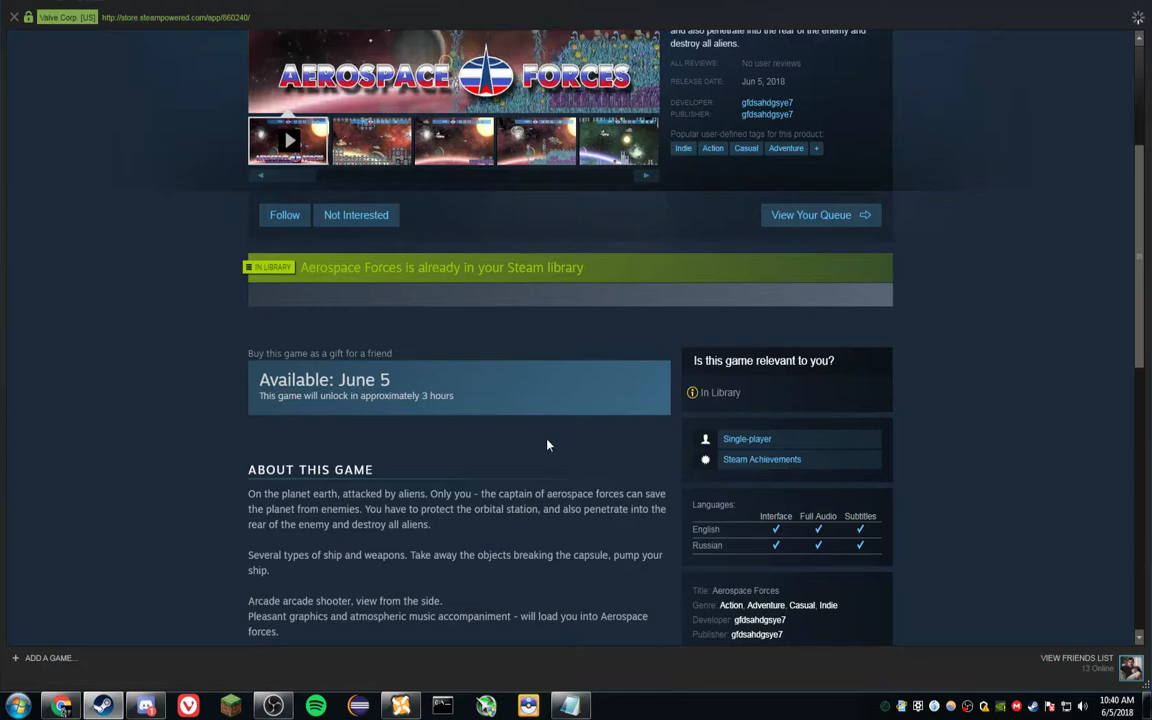 Valve Corp. [US] http://store.steampowered.com/app/660240/
and also penetrate into the rear of the enemy and
destroy all aliens.
AEROSPACE FORCES
ALL REVIEWS: No user reviews
RELEASE DATE: Jun 5, 2018
DEVELOPER: gfdsahdgsye7
PUBLISHER: gfdsahdgsye7
Popular user-defined tags for this product:
Indie Action Casual Adventure +
Follow Not Interested View Your Queue
IN LIBRARY Aerospace Forces is already in your Steam library
Buy this game as a gift for a friend
Available: June 5
This game will unlock in approximately 3 hours
Is this game relevant to you?
In Library
Single-player
Steam Achievements
ABOUT THIS GAME
On the planet earth, attacked by aliens. Only you - the captain of aerospace forces can save
the planet from enemies. You have to protect the orbital station, and also penetrate into the
rear of the enemy and destroy all aliens.
Several types of ship and weapons. Take away the objects breaking the capsule, pump your
ship.
Arcade arcade shooter, view from the side.
Pleasant graphics and atmospheric music accompaniment - will load you into Aerospace
forces.
Languages:
Interface Full Audio Subtitles
English
Russian
Title: Aerospace Forces
Genre: Action, Adventure, Casual, Indie
Developer: gfdsahdgsye7
Publisher: gfdsahdgsye7
+ ADD A GAME...
VIEW FRIENDS LIST
13 Online
10:40 AM
6/5/2018